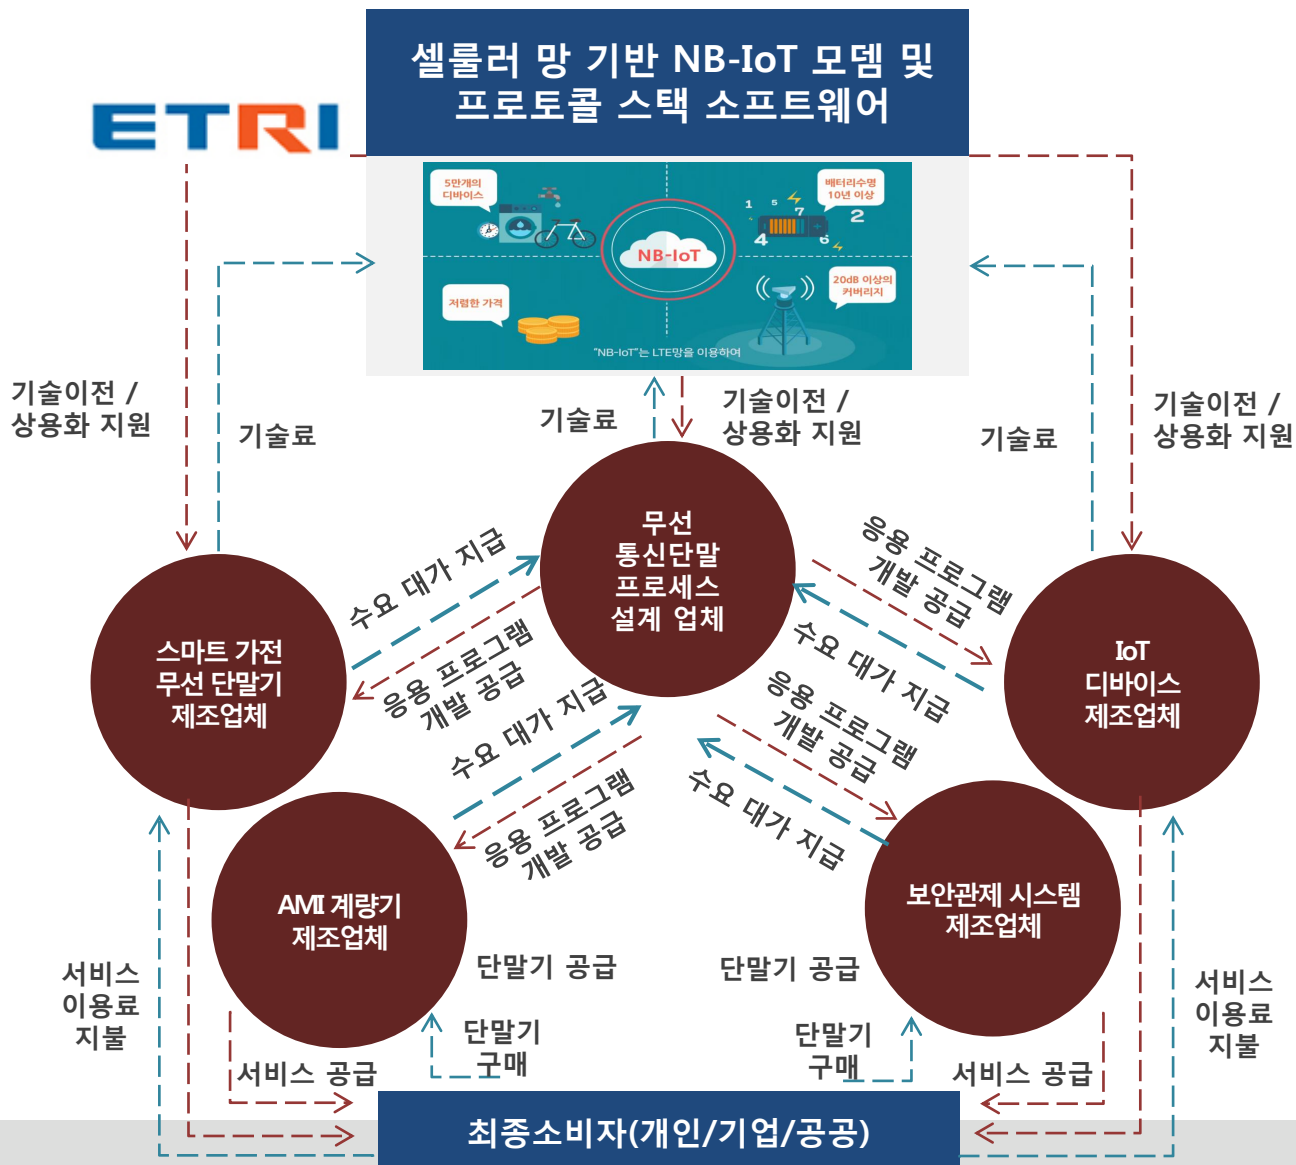 셀룰러 망 기반 NB-IoT 모뎀 및
프로토콜 스택 소프트웨어
ETRI
5만개의
디바이스
배터리수명
10년 이상
1 5 7 2
4 6
NB-IoT
저렴한 가격
20dB 이상의
커버리지
"NB-IoT"는 LTE망을 이용하여
기술이전 /
상용화 지원
기술료
기술료
기술이전 /
상용화 지원
기술료
기술이전 /
상용화 지원
무선
통신단말
프로세스
설계 업체
수요 대가 지급
응용 프로그램
개발 공급
응용 프로그램
개발 공급
수요 대가 지급
스마트 가전
무선 단말기
제조업체
IoT
디바이스
제조업체
수요 대가 지급
응용 프로그램
개발 공급
응용 프로그램
개발 공급
수요 대가 지급
AMI 계량기
제조업체
보안관제 시스템
제조업체
서비스
이용료
지불
단말기 공급
단말기 공급
서비스
이용료
지불
단말기
구매
단말기
구매
서비스 공급
서비스 공급
최종소비자(개인/기업/공공)